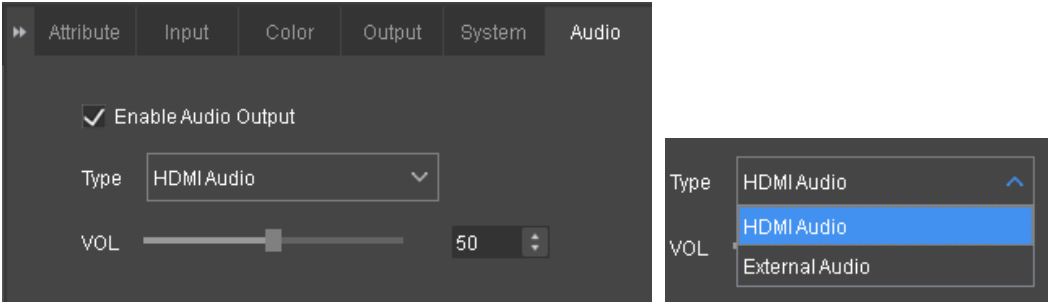 Attribute Input Color Output System Audio
Enable Audio Output
Type HDMI Audio
VOL 50
Type HDMI Audio
HDMI Audio
VOL
External Audio